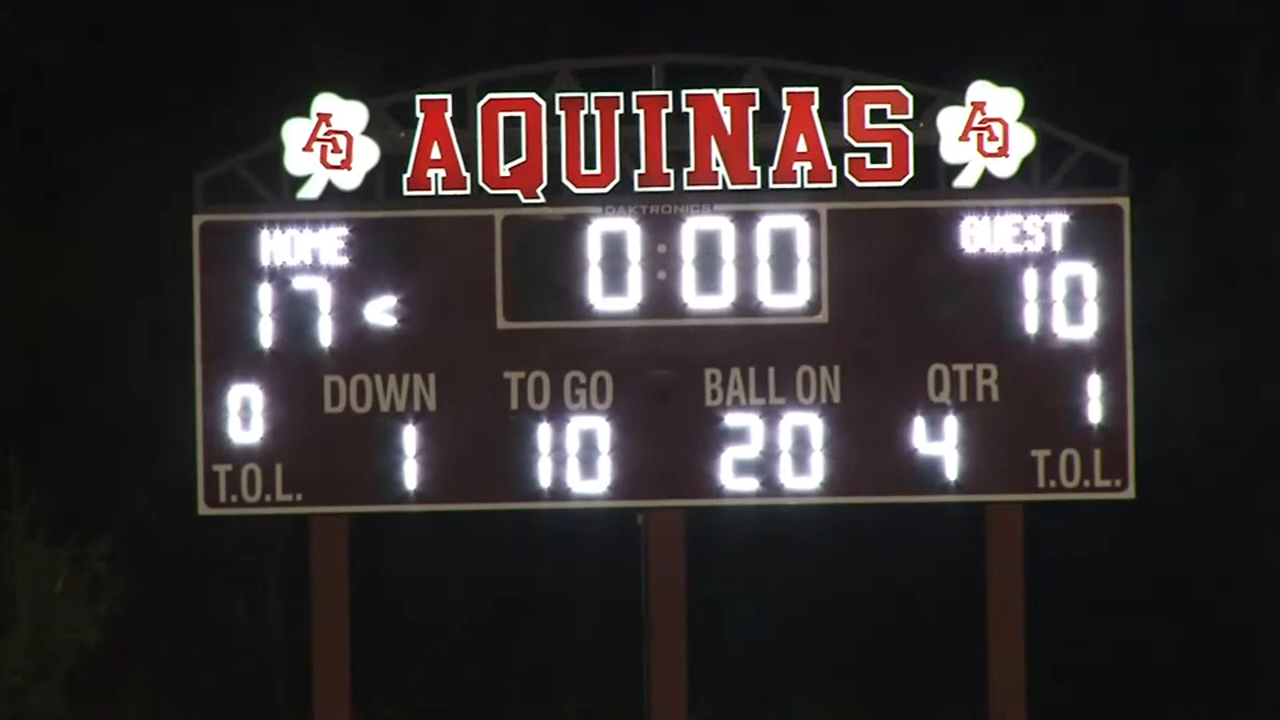 AQ AQUINAS AQ
DAKTRONICS
HOME 0:00 GUEST
17 < 10
DOWN TO GO BALL ON QTR
0 1 10 20 4 1
T.O.L. T.O.L.